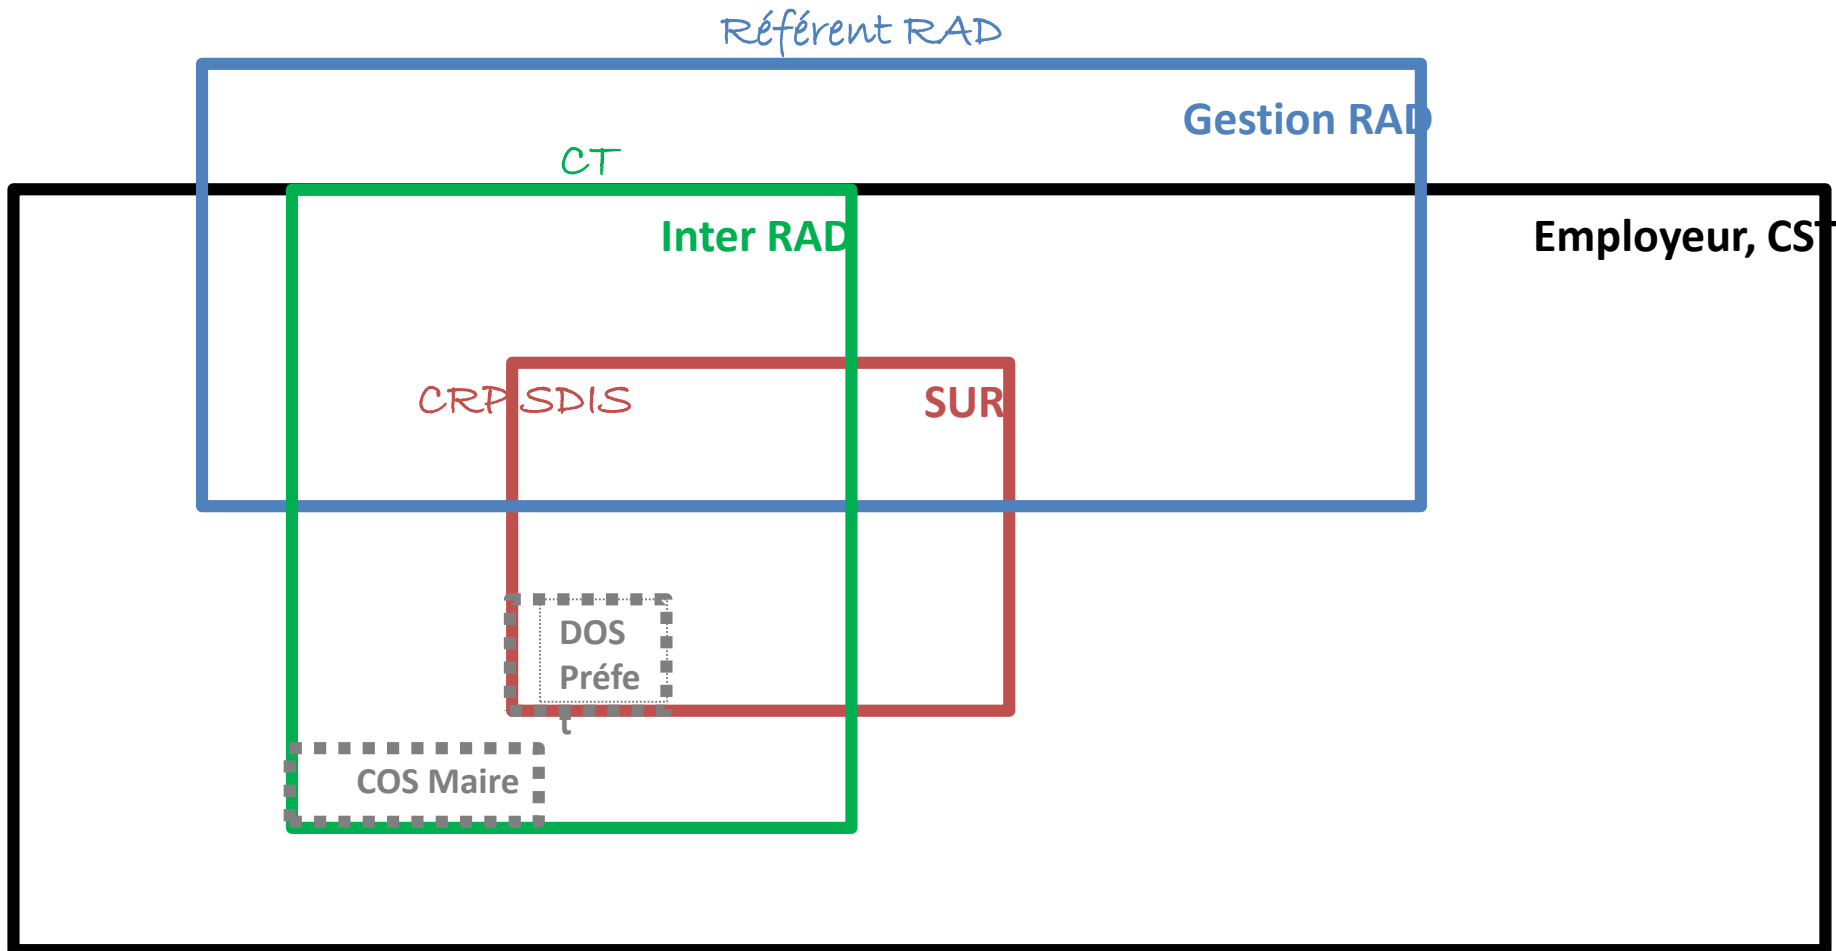 Référent RAD
Gestion RAD
CT
Inter RAD
Employeur, CST
CRP SDIS
SUR
DOS
Préfe
t
COS Maire